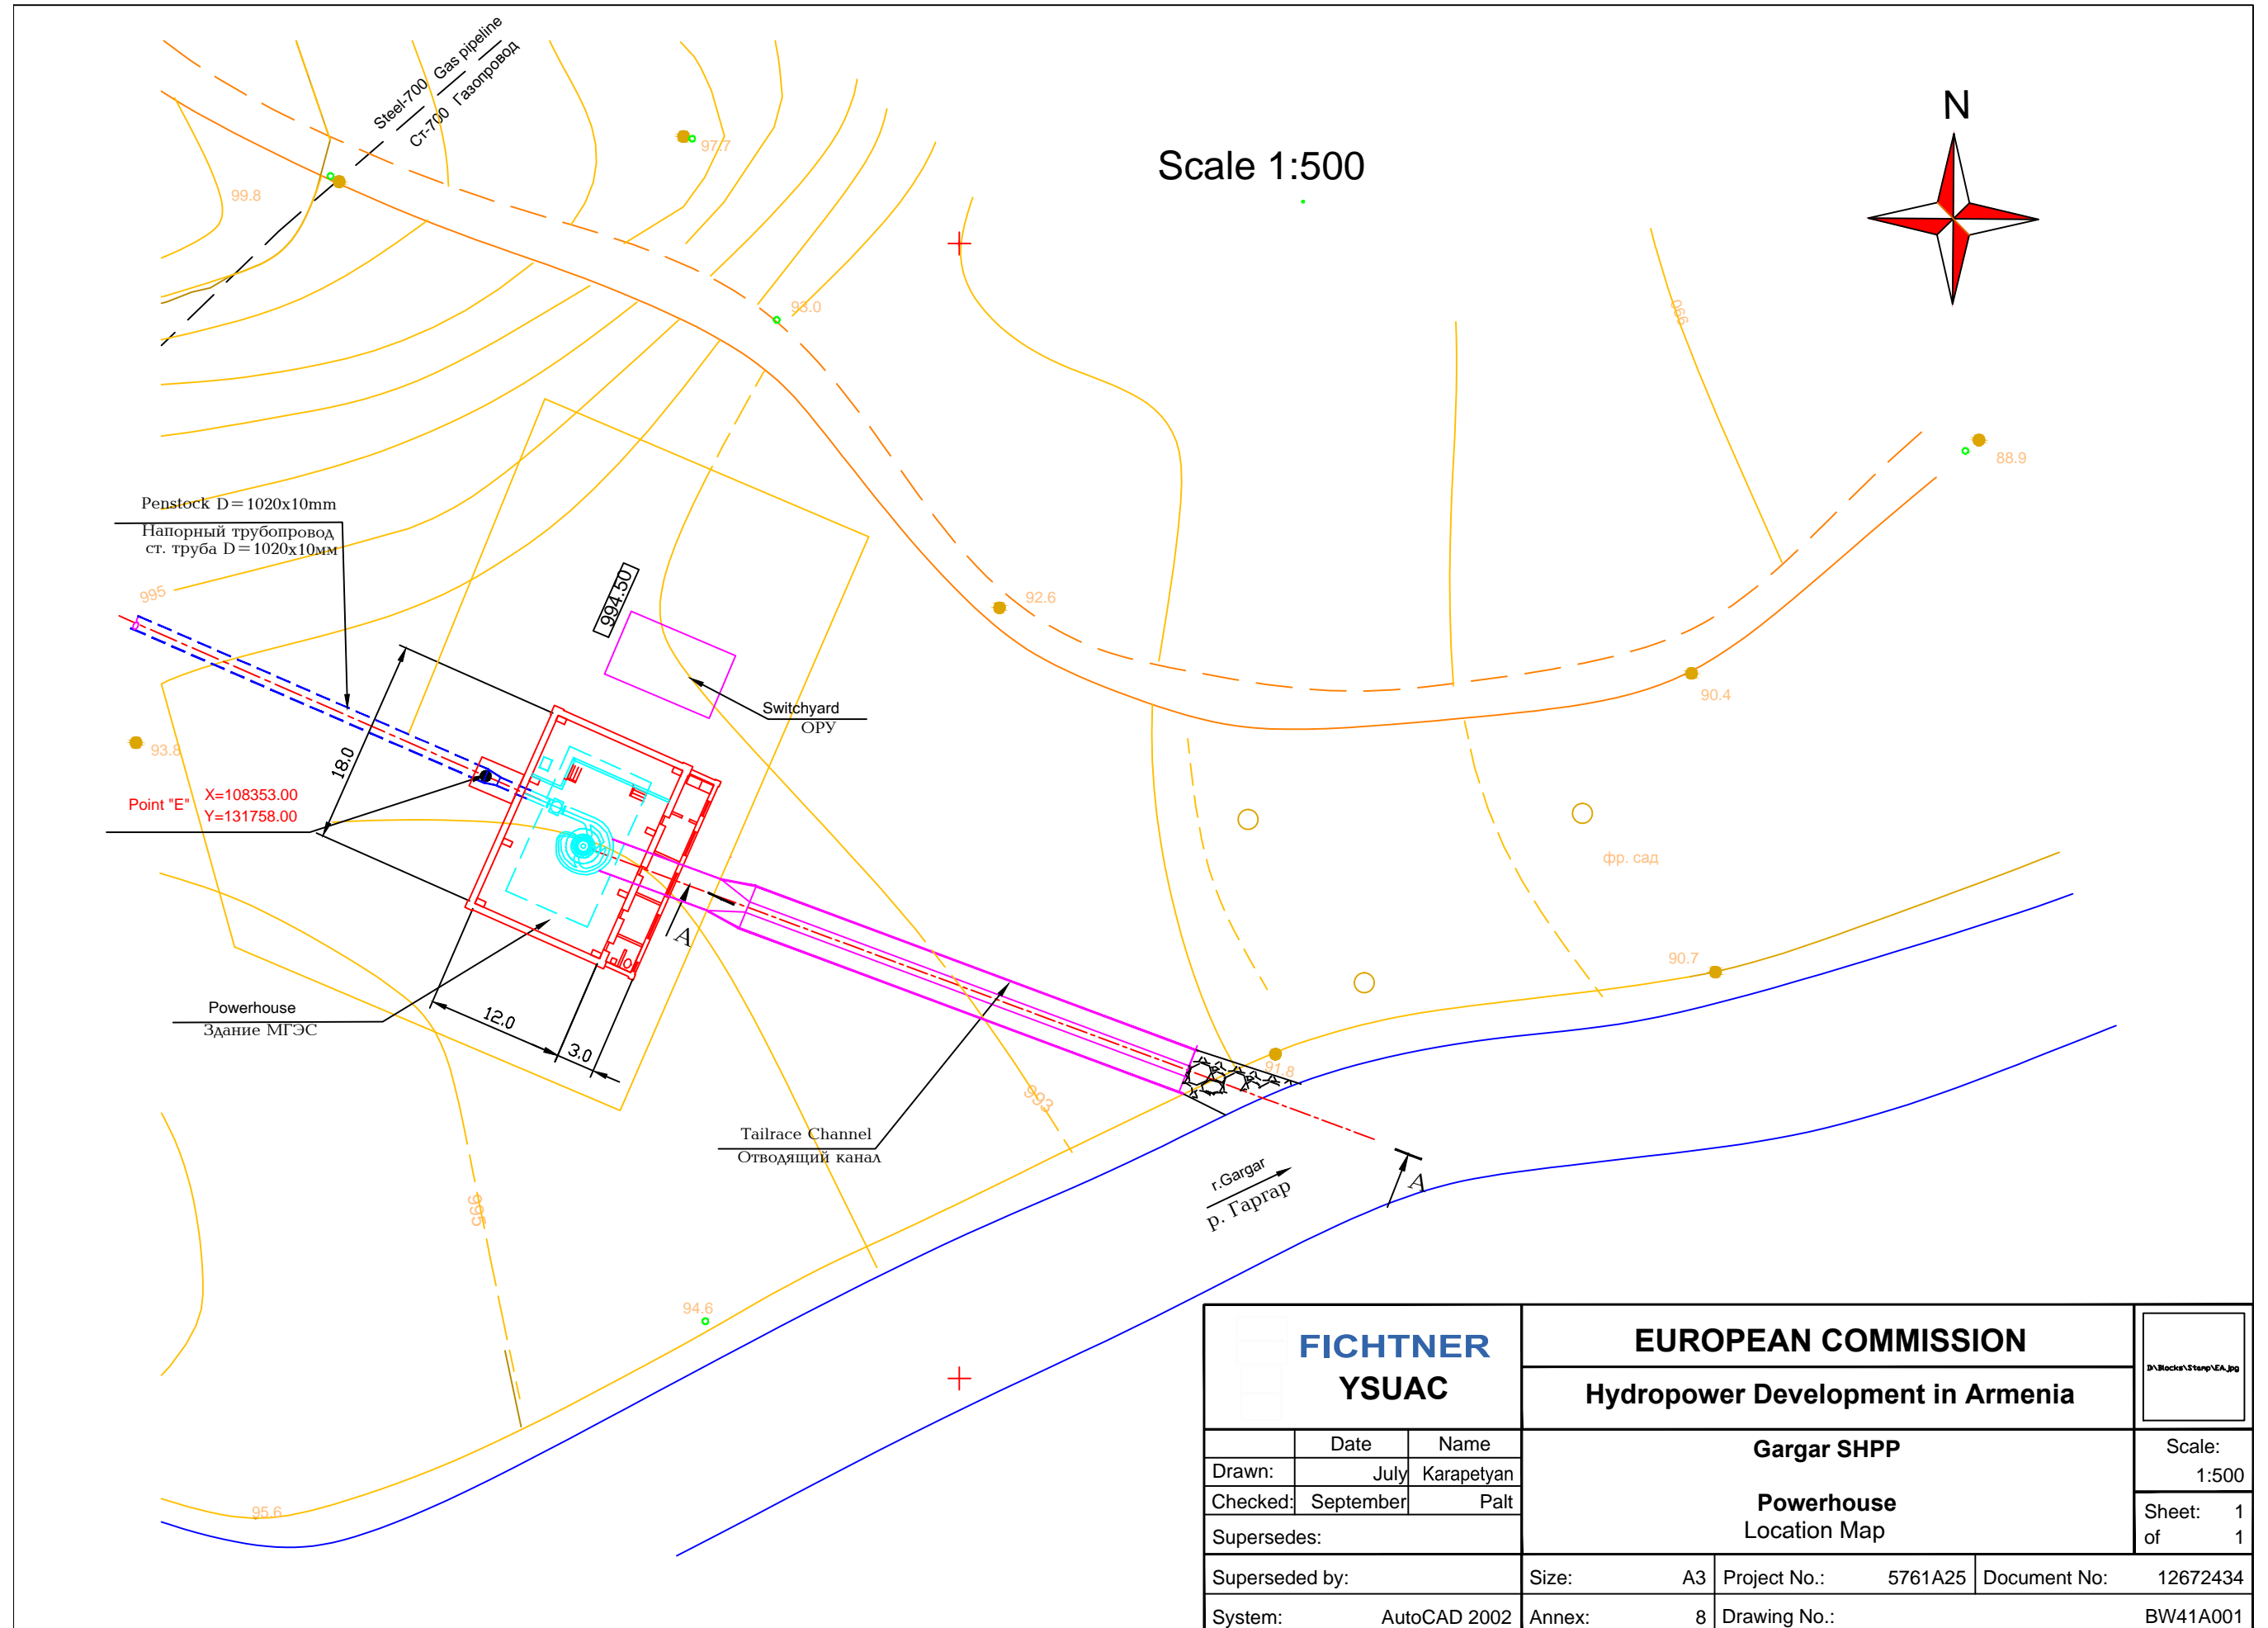 Steel-700 Gas pipeline
Ст-700 Газопровод
N
Scale 1:500
97.7
99.8
93.0
990
88.9
Penstock D=1020x10mm
Напорный трубопровод
ст. труба D=1020x10мм
995
994.50
92.6
Switchyard
ОРУ
90.4
93.8
18.0
Point "E"
X=108353.00
Y=131758.00
фр. сад
A
90.7
Powerhouse
Здание МГЭС
12.0
3.0
91.8
993
Tailrace Channel
Отводящий канал
r.Gargar
р. Гаргар
A
995
94.6
95.6
FICHTNER
YSUAC
EUROPEAN COMMISSION
Hydropower Development in Armenia
D:\Blocks\Stamp\EA.jpg
Date Name
Drawn: July Karapetyan
Checked: September Palt
Supersedes:
Gargar SHPP
Powerhouse
Location Map
Scale:
1:500
Sheet: 1
of 1
Superseded by:
Size: A3 Project No.: 5761A25 Document No: 12672434
System: AutoCAD 2002 Annex: 8 Drawing No.: BW41A001